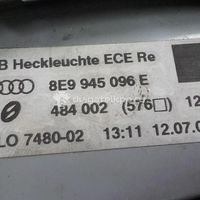 B Heckleuchte ECE Re
8E9 945 096 E
484 002 (576□) 12
LO 7480-02 13:11 12.07.0